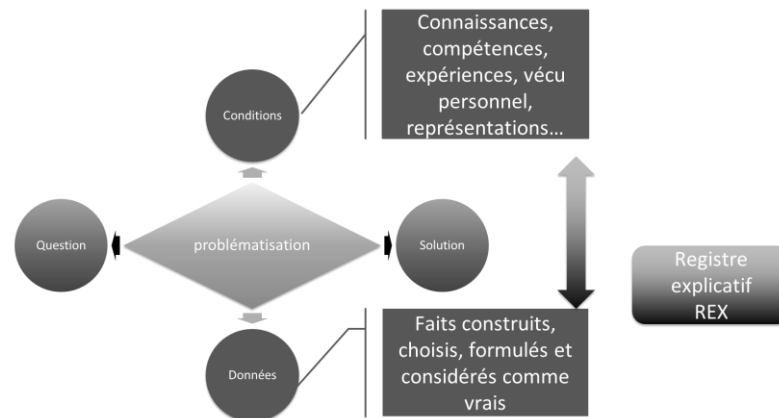 Connaissances,
compétences,
expériences, vécu
personnel,
représentations…
Conditions
Question
problématisation
Solution
Registre
explicatif
REX
Données
Faits construits,
choisis, formulés et
considérés comme
vrais